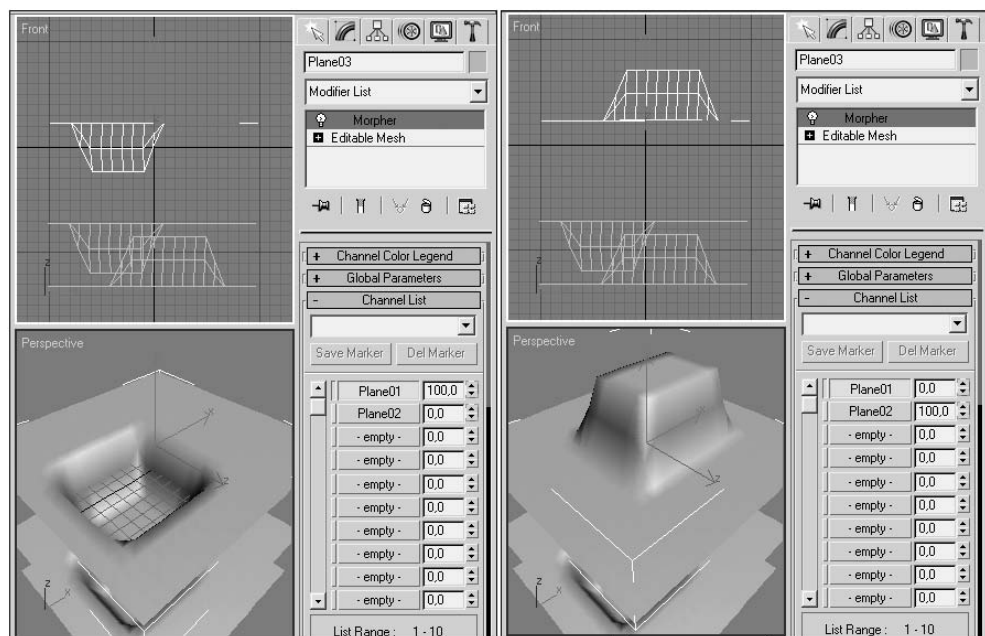 Front
Plane03
Modifier List
Morpher
Editable Mesh
z
+ Channel Color Legend
+ Global Parameters
- Channel List
Perspective
Save Marker Del Marker
Plane01 100,0
Plane02 0,0
- empty - 0,0
- empty - 0,0
- empty - 0,0
- empty - 0,0
- empty - 0,0
- empty - 0,0
- empty - 0,0
- empty - 0,0
x
z
z
x
List Range : 1 - 10
Front
Plane03
Modifier List
Morpher
Editable Mesh
z
+ Channel Color Legend
+ Global Parameters
- Channel List
Perspective
Save Marker Del Marker
Plane01 0,0
Plane02 100,0
- empty - 0,0
- empty - 0,0
- empty - 0,0
- empty - 0,0
- empty - 0,0
- empty - 0,0
- empty - 0,0
- empty - 0,0
z
z
x
List Range : 1 - 10